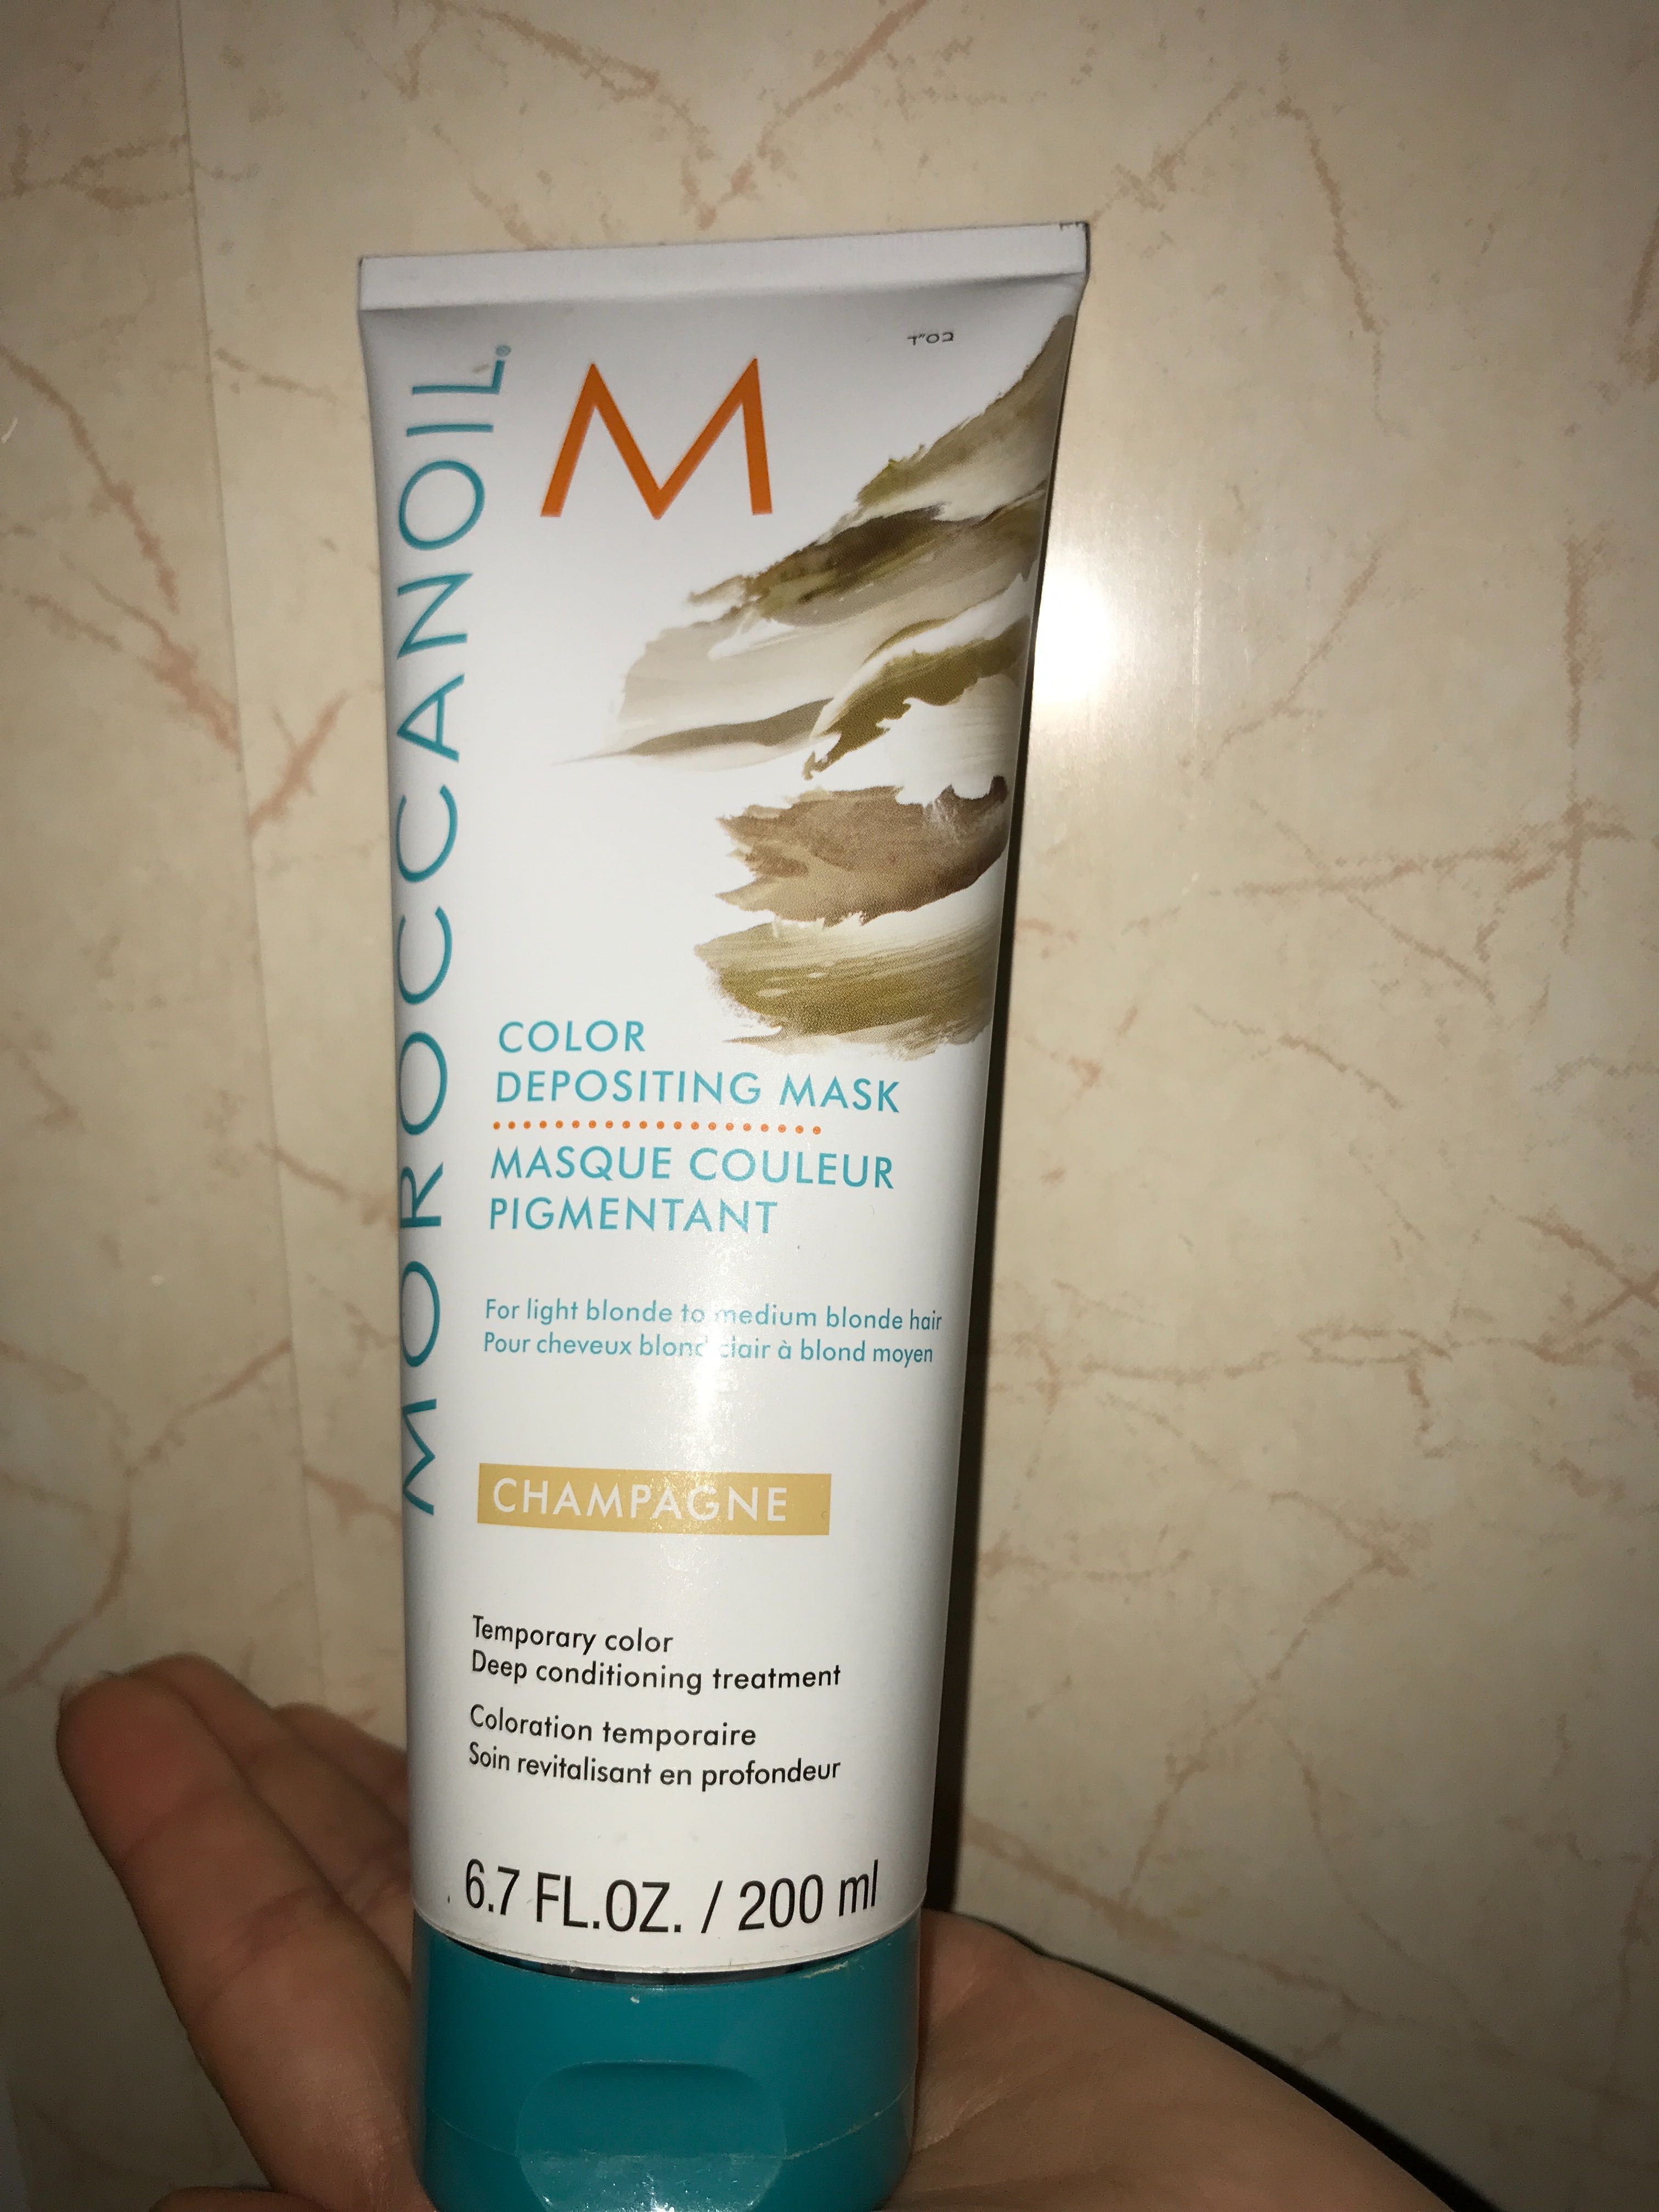 בס"ד
M
MOROCCANOIL®
COLOR
DEPOSITING MASK
MASQUE COULEUR
PIGMENTANT
For light blonde to medium blonde hair
Pour cheveux blond clair à blond moyen
CHAMPAGNE
Temporary color
Deep conditioning treatment
Coloration temporaire
Soin revitalisant en profondeur
6.7 FL.OZ. / 200 ml